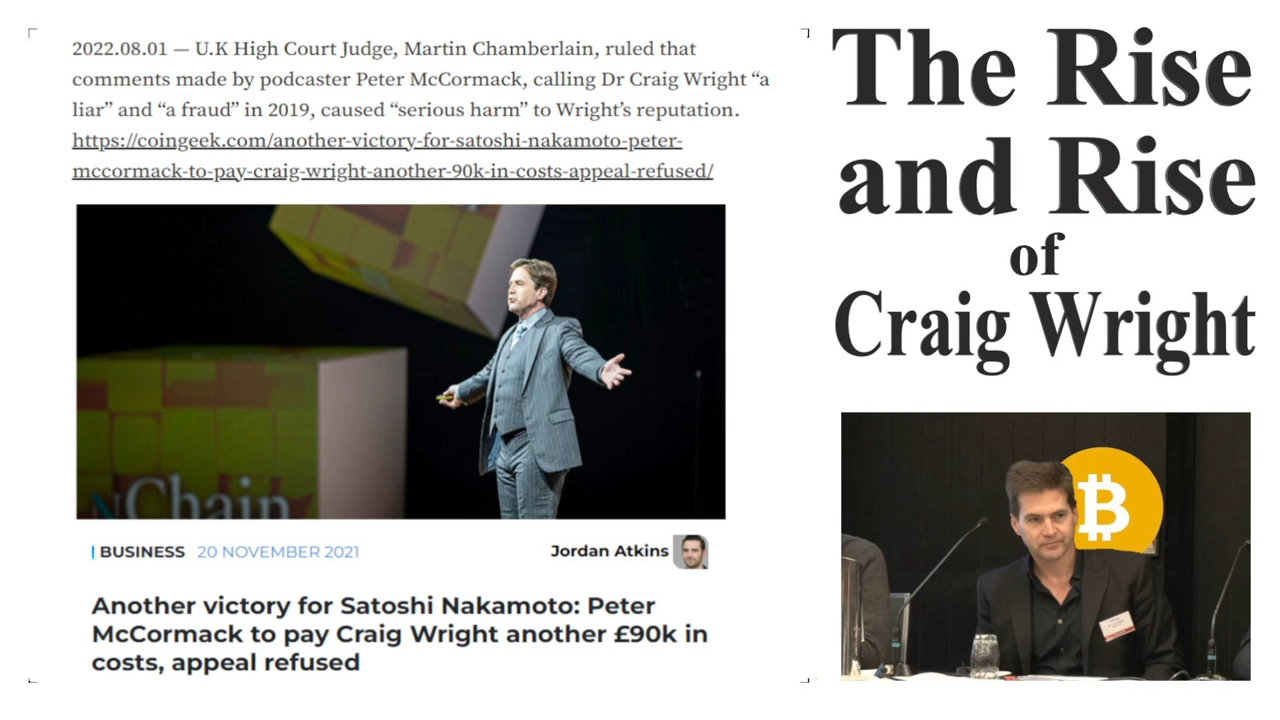 2022.08.01 — U.K High Court Judge, Martin Chamberlain, ruled that
comments made by podcaster Peter McCormack, calling Dr Craig Wright “a
liar” and “a fraud” in 2019, caused “serious harm” to Wright’s reputation.
https://coingeek.com/another-victory-for-satoshi-nakamoto-peter-
mccormack-to-pay-craig-wright-another-90k-in-costs-appeal-refused/
nChain
BUSINESS 20 NOVEMBER 2021
Jordan Atkins
Another victory for Satoshi Nakamoto: Peter
McCormack to pay Craig Wright another £90k in
costs, appeal refused
The Rise
and Rise
of
Craig Wright